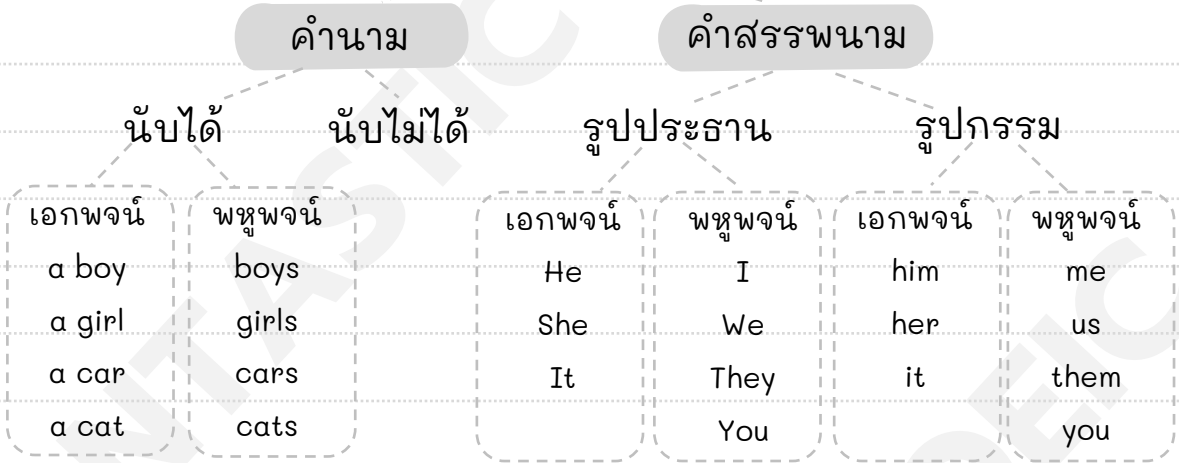 คำนาม คำสรรพนาม
นับได้ นับไม่ได้ รูปประธาน รูปกรรม
เอกพจน์ พหูพจน์ เอกพจน์ พหูพจน์ เอกพจน์ พหูพจน์
a boy boys He I him me
a girl girls She We her us
a car cars It They it them
a cat cats You you